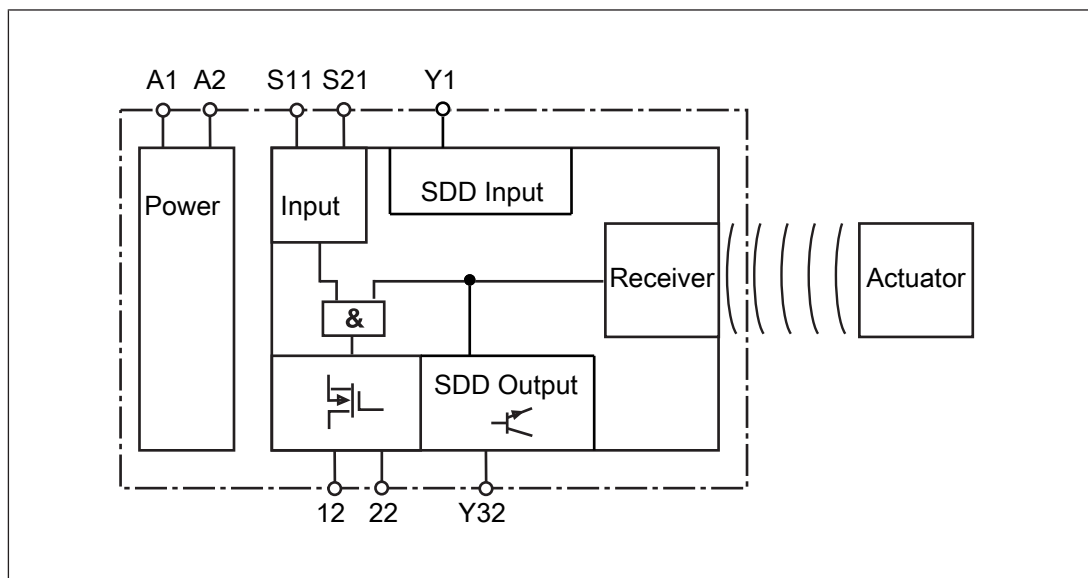 A1 A2 S11 S21 Y1
Power
Input
SDD Input
Receiver
Actuator
&
SDD Output
12 22 Y32